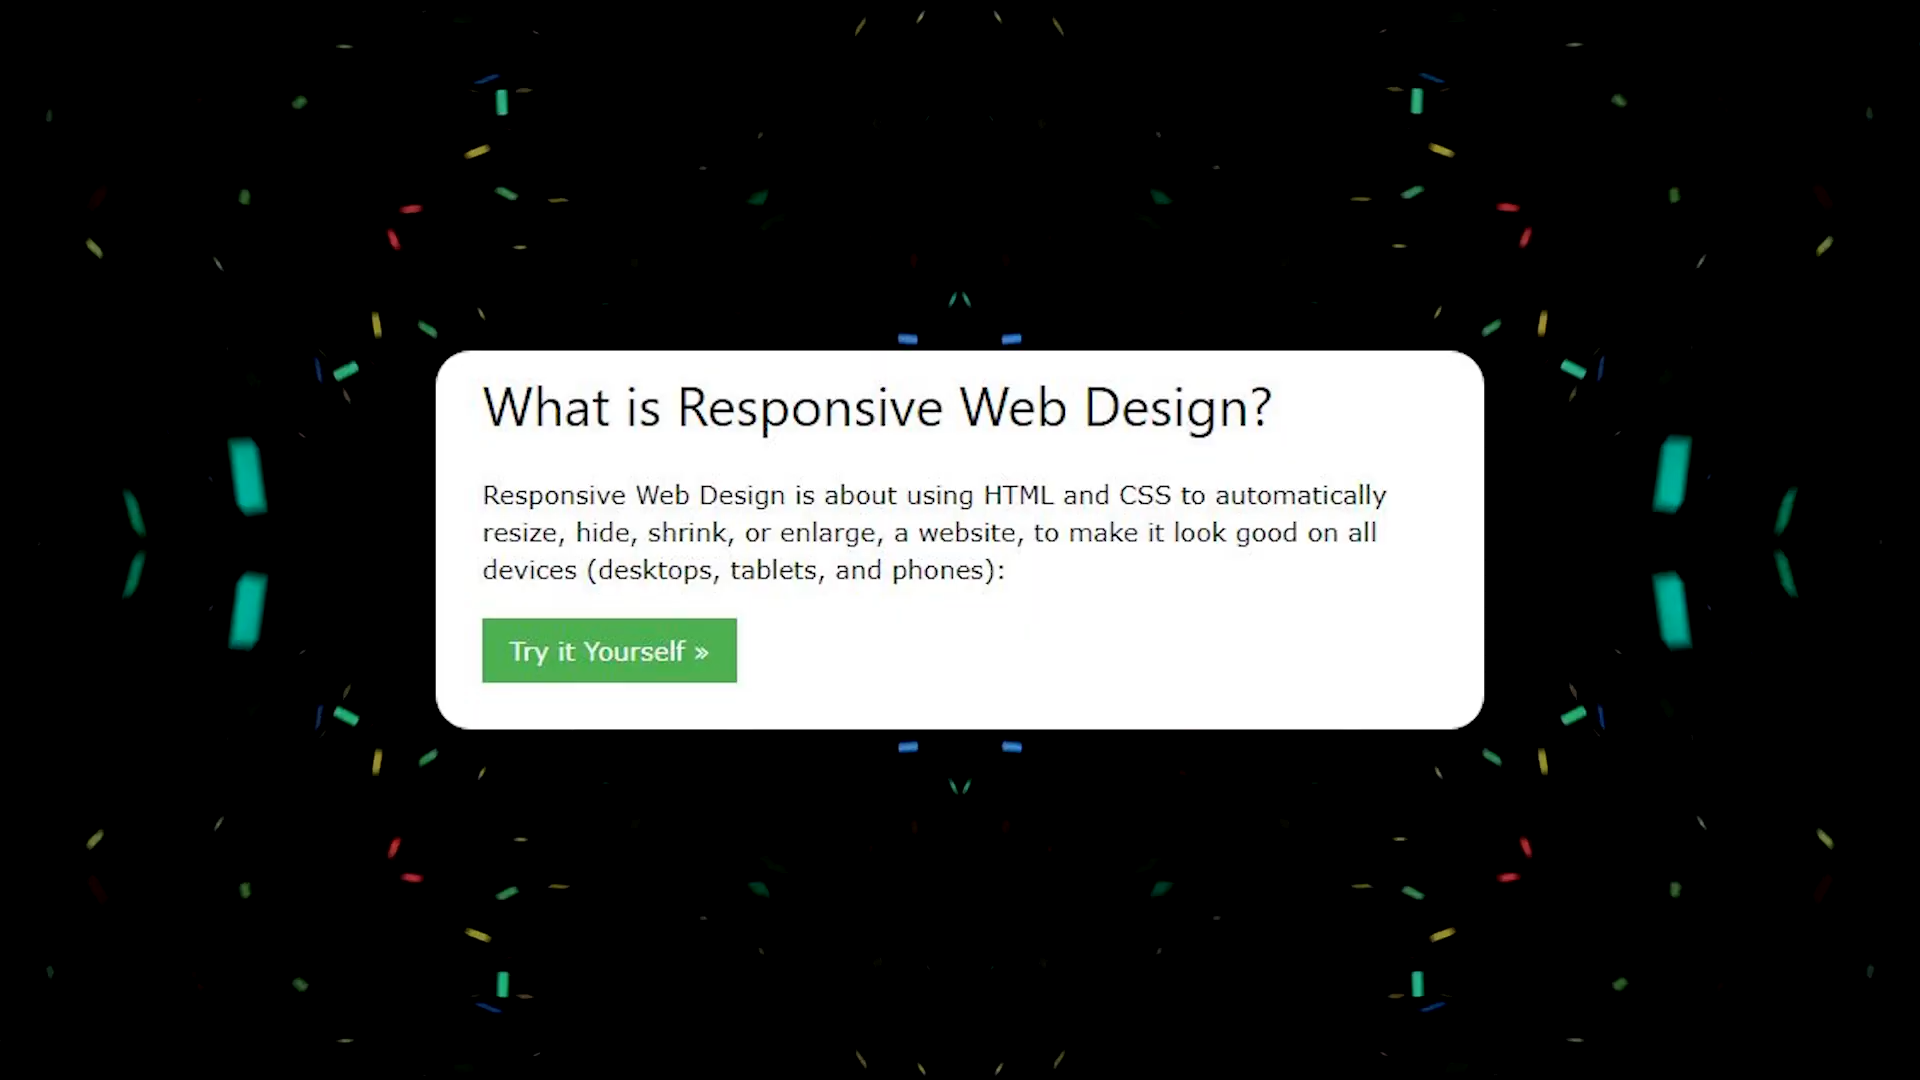 What is Responsive Web Design?
Responsive Web Design is about using HTML and CSS to automatically
resize, hide, shrink, or enlarge, a website, to make it look good on all
devices (desktops, tablets, and phones):
Try it Yourself »